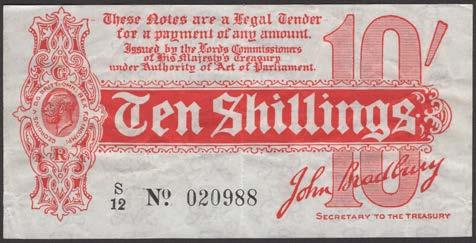 These Notes are a Legal Tender
for a payment of any amount.
Issued by the Lords Commissioners
of His Majesty's Treasury
under Authority of Act of Parliament.
10/
G
R
Ten Shillings.
10
S
12 Nº 020988
John Bradbury
SECRETARY TO THE TREASURY